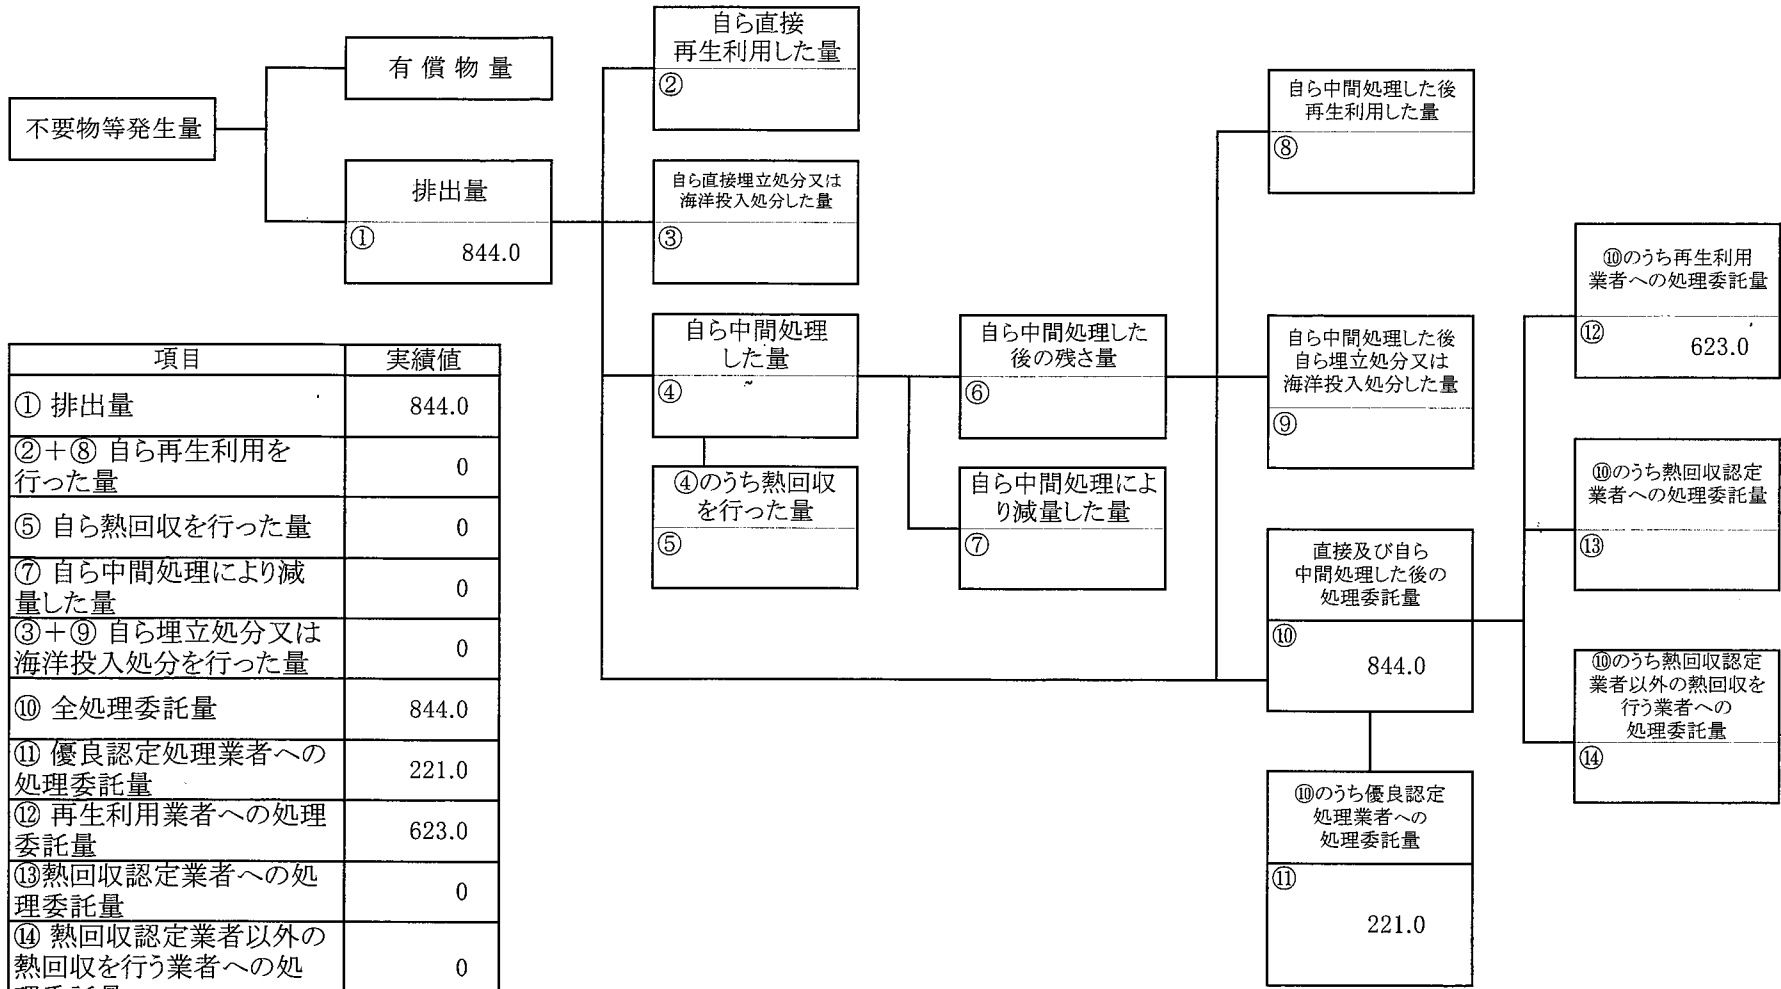 不要物等発生量
有償物量
排出量
①
844.0
自ら直接
再生利用した量
②
自ら直接埋立処分又は
海洋投入処分した量
③
自ら中間処理
した量
④
④のうち熱回収
を行った量
⑤
自ら中間処理した
後の残さ量
⑥
自ら中間処理によ
り減量した量
⑦
自ら中間処理した後
再生利用した量
⑧
自ら中間処理した後
自ら埋立処分又は
海洋投入処分した量
⑨
直接及び自ら
中間処理した後の
処理委託量
⑩
844.0
⑩のうち優良認定
処理業者への
処理委託量
⑪
221.0
⑩のうち再生利用
業者への処理委託量
⑫
623.0
⑩のうち熱回収認定
業者への処理委託量
⑬
⑩のうち熱回収認定
業者以外の熱回収を
行う業者への
処理委託量
⑭
項目 実績値
① 排出量 844.0
②+⑧ 自ら再生利用を
行った量 0
⑤ 自ら熱回収を行った量 0
⑦ 自ら中間処理により減
量した量 0
③+⑨ 自ら埋立処分又は
海洋投入処分を行った量 0
⑩ 全処理委託量 844.0
⑪ 優良認定処理業者への
処理委託量 221.0
⑫ 再生利用業者への処理
委託量 623.0
⑬熱回収認定業者への処
理委託量 0
⑭ 熱回収認定業者以外の
熱回収を行う業者への処 0